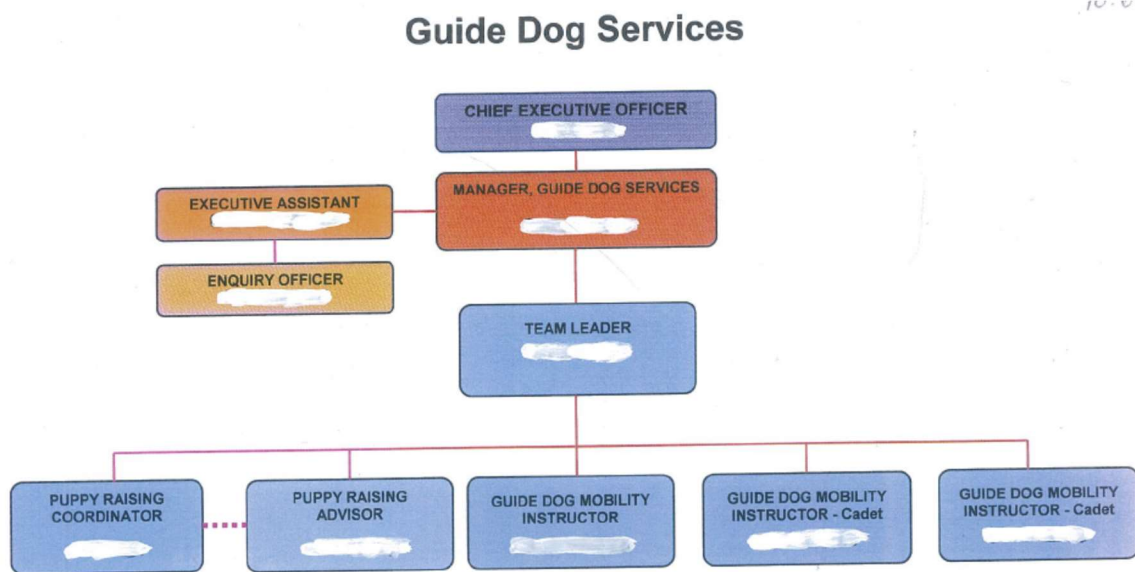 Guide Dog Services
CHIEF EXECUTIVE OFFICER
MANAGER, GUIDE DOG SERVICES
EXECUTIVE ASSISTANT
ENQUIRY OFFICER
TEAM LEADER
PUPPY RAISING
COORDINATOR
PUPPY RAISING
ADVISOR
GUIDE DOG MOBILITY
INSTRUCTOR
GUIDE DOG MOBILITY
INSTRUCTOR - Cadet
GUIDE DOG MOBILITY
INSTRUCTOR - Cadet